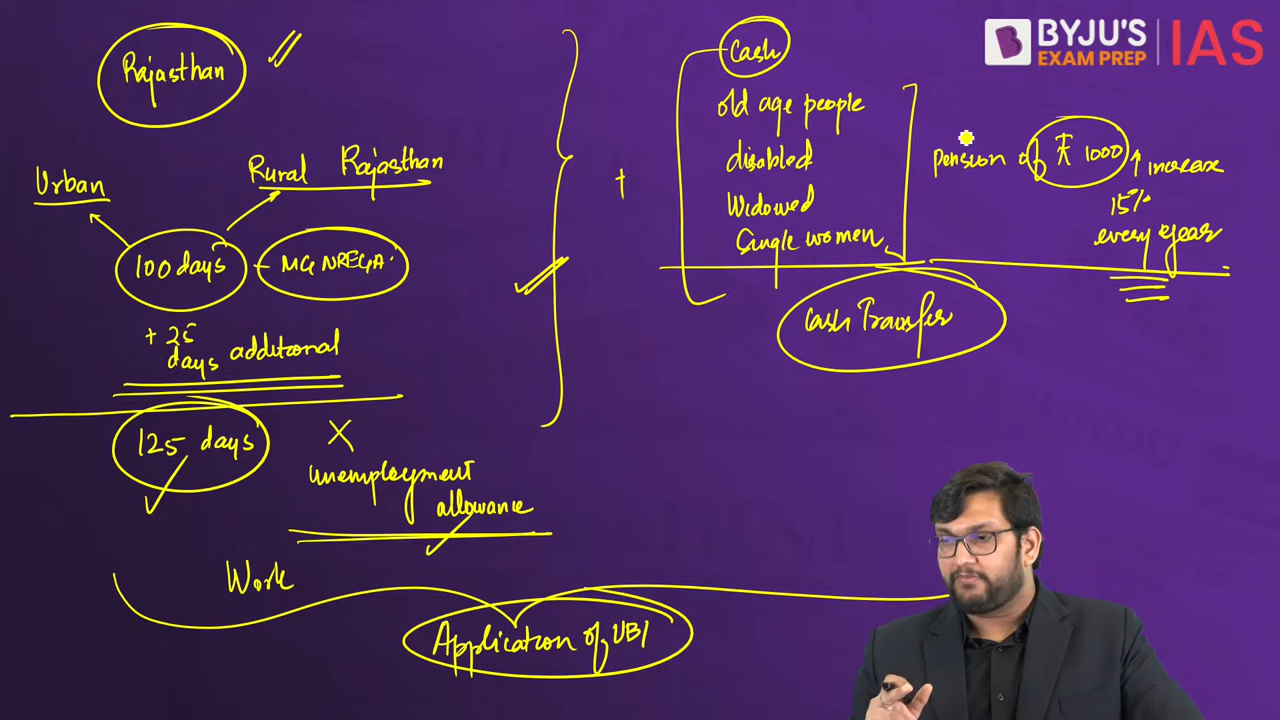 Rajasthan
Urban
Rural Rajasthan
100 days - MGNREGA
+ 25
days additional
125 days
X
unemployment
allowance
Work
Application of UBI
+
Cash
old age people
disabled
Widowed
Single women
pension of ₹ 1000 ↑ increase
15%
every year
Cash Transfer
BYJU'S
EXAM PREP
IAS